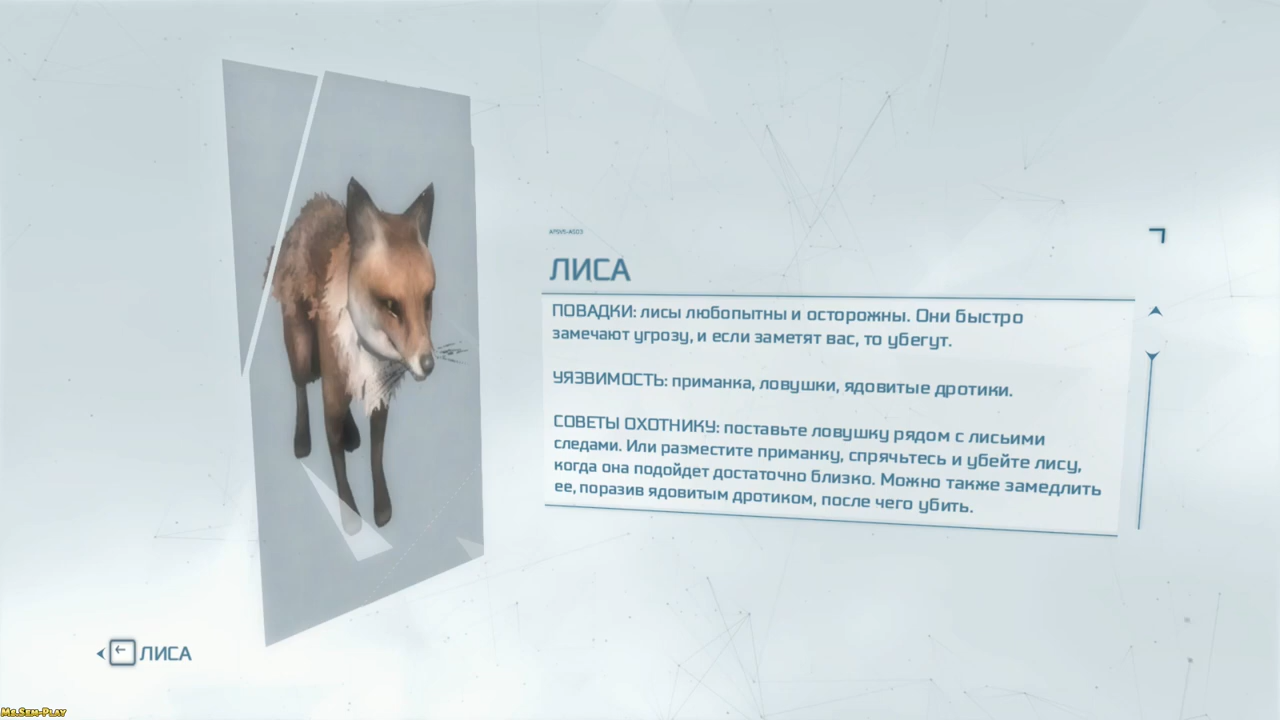 ЛИСА
ПОВАДКИ: лисы любопытны и осторожны. Они быстро
замечают угрозу, и если заметят вас, то убегут.
УЯЗВИМОСТЬ: приманка, ловушки, ядовитые дротики.
СОВЕТЫ ОХОТНИКУ: поставьте ловушку рядом с лисьими
следами. Или разместите приманку, спрячьтесь и убейте лису,
когда она подойдет достаточно близко. Можно также замедлить
ее, поразив ядовитым дротиком, после чего убить.
ЛИСА
Ms.Sem-Play